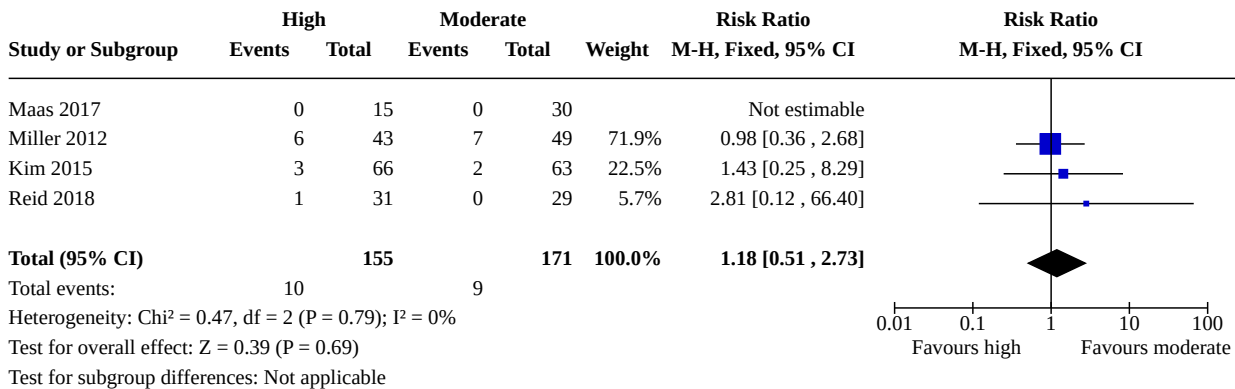 High Moderate Risk Ratio Risk Ratio
Study or Subgroup Events Total Events Total Weight M-H, Fixed, 95% CI M-H, Fixed, 95% CI
Maas 2017 0 15 0 30 Not estimable
Miller 2012 6 43 7 49 71.9% 0.98 [0.36 , 2.68]
Kim 2015 3 66 2 63 22.5% 1.43 [0.25 , 8.29]
Reid 2018 1 31 0 29 5.7% 2.81 [0.12 , 66.40]
Total (95% CI) 155 171 100.0% 1.18 [0.51 , 2.73]
Total events: 10 9
Heterogeneity: Chi² = 0.47, df = 2 (P = 0.79); I² = 0%
0.01 0.1 1 10 100
Test for overall effect: Z = 0.39 (P = 0.69)
Favours high Favours moderate
Test for subgroup differences: Not applicable